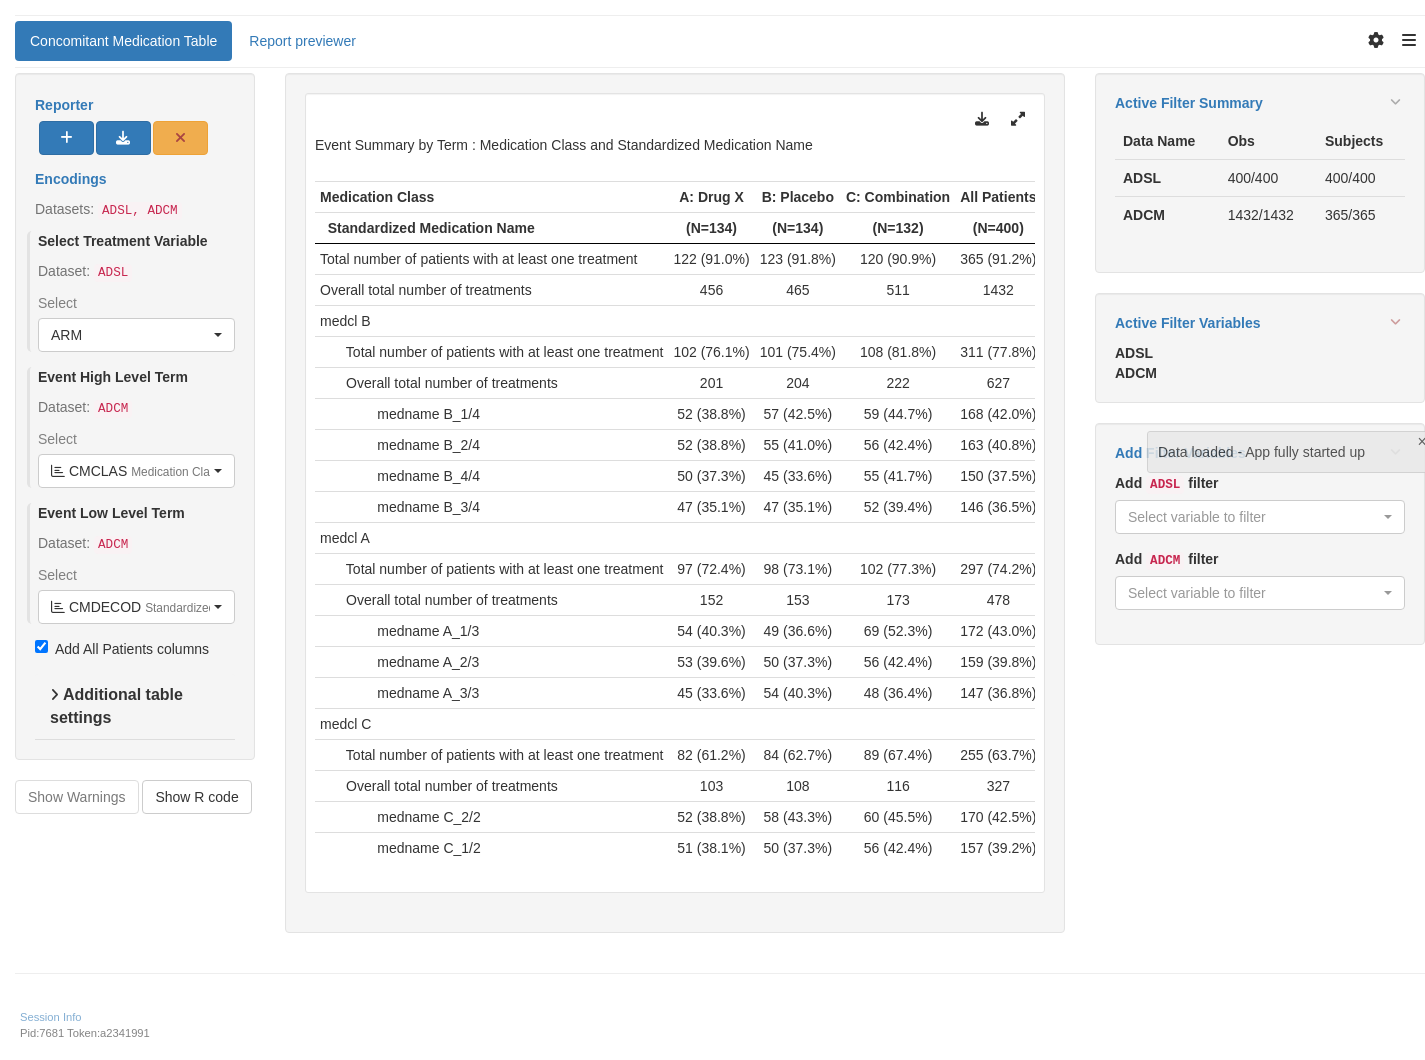 Concomitant Medication Table Report previewer
Reporter
Encodings
Datasets: ADSL, ADCM
Select Treatment Variable
Dataset: ADSL
Select
ARM
Event High Level Term
Dataset: ADCM
Select
CMCLAS Medication Cla
Event Low Level Term
Dataset: ADCM
Select
CMDECOD Standardized
Add All Patients columns
Additional table
settings
Show Warnings Show R code
Event Summary by Term : Medication Class and Standardized Medication Name
Medication Class A: Drug X B: Placebo C: Combination All Patients
Standardized Medication Name (N=134) (N=134) (N=132) (N=400)
Total number of patients with at least one treatment 122 (91.0%) 123 (91.8%) 120 (90.9%) 365 (91.2%)
Overall total number of treatments 456 465 511 1432
medcl B
Total number of patients with at least one treatment 102 (76.1%) 101 (75.4%) 108 (81.8%) 311 (77.8%)
Overall total number of treatments 201 204 222 627
medname B_1/4 52 (38.8%) 57 (42.5%) 59 (44.7%) 168 (42.0%)
medname B_2/4 52 (38.8%) 55 (41.0%) 56 (42.4%) 163 (40.8%)
medname B_4/4 50 (37.3%) 45 (33.6%) 55 (41.7%) 150 (37.5%)
medname B_3/4 47 (35.1%) 47 (35.1%) 52 (39.4%) 146 (36.5%)
medcl A
Total number of patients with at least one treatment 97 (72.4%) 98 (73.1%) 102 (77.3%) 297 (74.2%)
Overall total number of treatments 152 153 173 478
medname A_1/3 54 (40.3%) 49 (36.6%) 69 (52.3%) 172 (43.0%)
medname A_2/3 53 (39.6%) 50 (37.3%) 56 (42.4%) 159 (39.8%)
medname A_3/3 45 (33.6%) 54 (40.3%) 48 (36.4%) 147 (36.8%)
medcl C
Total number of patients with at least one treatment 82 (61.2%) 84 (62.7%) 89 (67.4%) 255 (63.7%)
Overall total number of treatments 103 108 116 327
medname C_2/2 52 (38.8%) 58 (43.3%) 60 (45.5%) 170 (42.5%)
medname C_1/2 51 (38.1%) 50 (37.3%) 56 (42.4%) 157 (39.2%)
Active Filter Summary
Data Name Obs Subjects
ADSL 400/400 400/400
ADCM 1432/1432 365/365
Active Filter Variables
ADSL
ADCM
Add
Data loaded - App fully started up
Add ADSL filter
Select variable to filter
Add ADCM filter
Select variable to filter
Session Info
Pid:7681 Token:a2341991